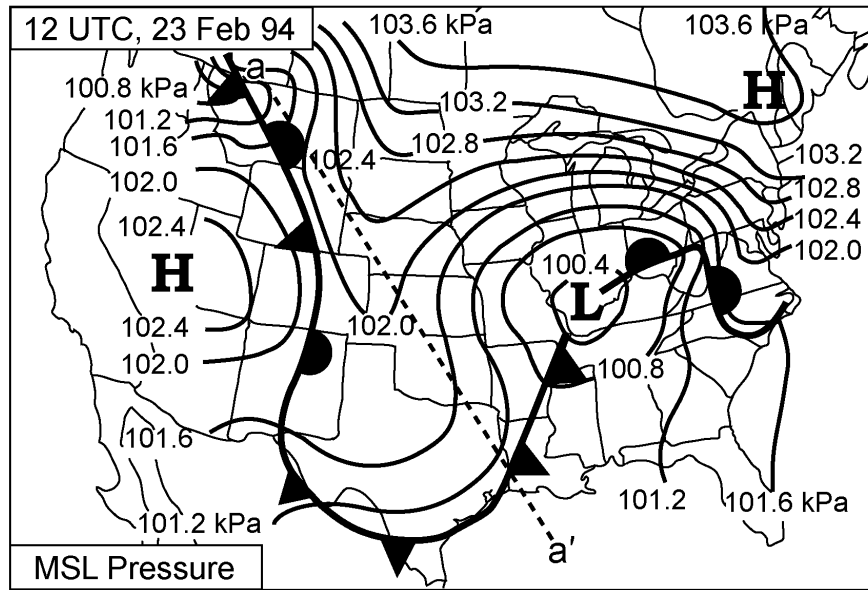 12 UTC, 23 Feb 94
103.6 kPa
103.6 kPa
a
100.8 kPa
H
101.2
103.2
101.6
102.8
102.4
103.2
102.0
102.8
102.4
102.4
102.0
H
100.4
L
102.4
102.0
102.0
100.8
101.6
101.2
101.6 kPa
101.2 kPa
a′
MSL Pressure